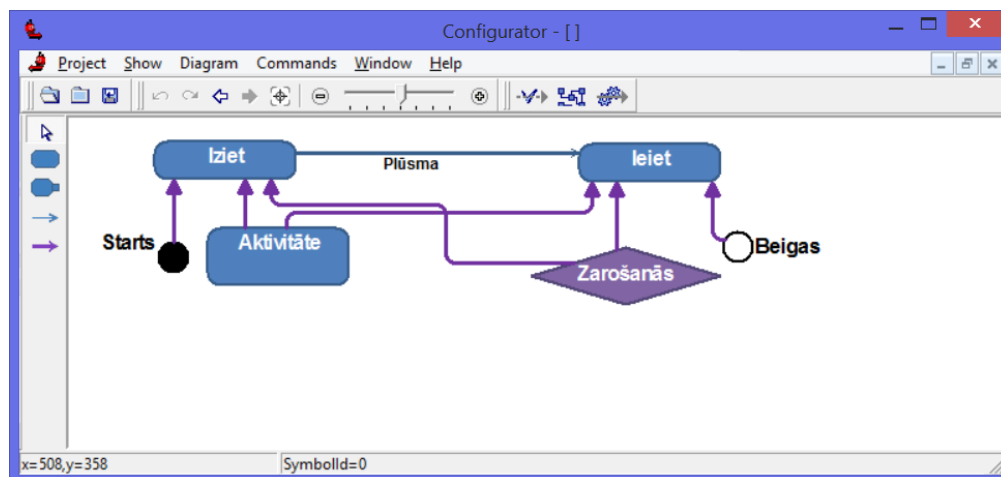 Configurator - [ ]
Project Show Diagram Commands Window Help
Iziet
Plūsma
Ieiet
Starts
Aktivitāte
Zarošanās
Beigas
x=508,y=358
SymbolId=0